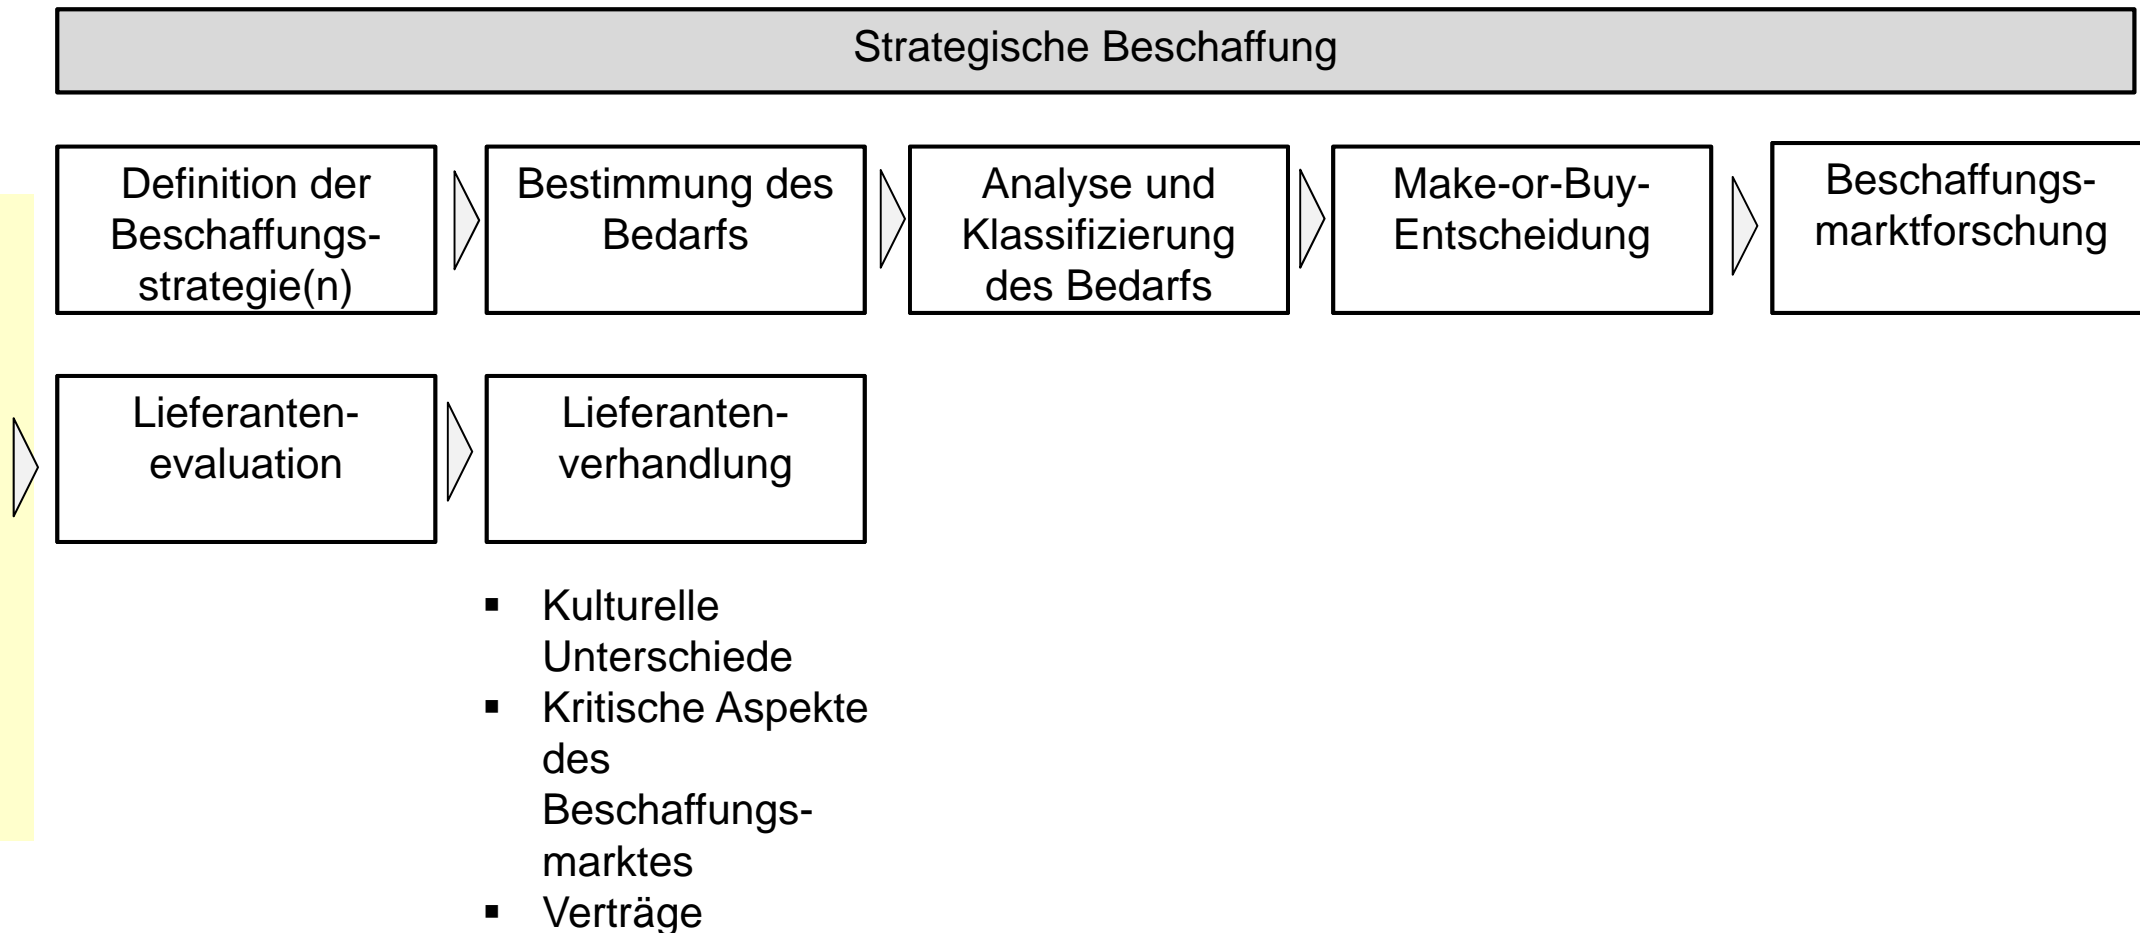 Strategische Beschaffung
Definition der
Beschaffungs-
strategie(n)
Bestimmung des
Bedarfs
Analyse und
Klassifizierung
des Bedarfs
Make-or-Buy-
Entscheidung
Beschaffungs-
marktforschung
Lieferanten-
evaluation
Lieferanten-
verhandlung
▪ Kulturelle
Unterschiede
▪ Kritische Aspekte
des
Beschaffungs-
marktes
▪ Verträge